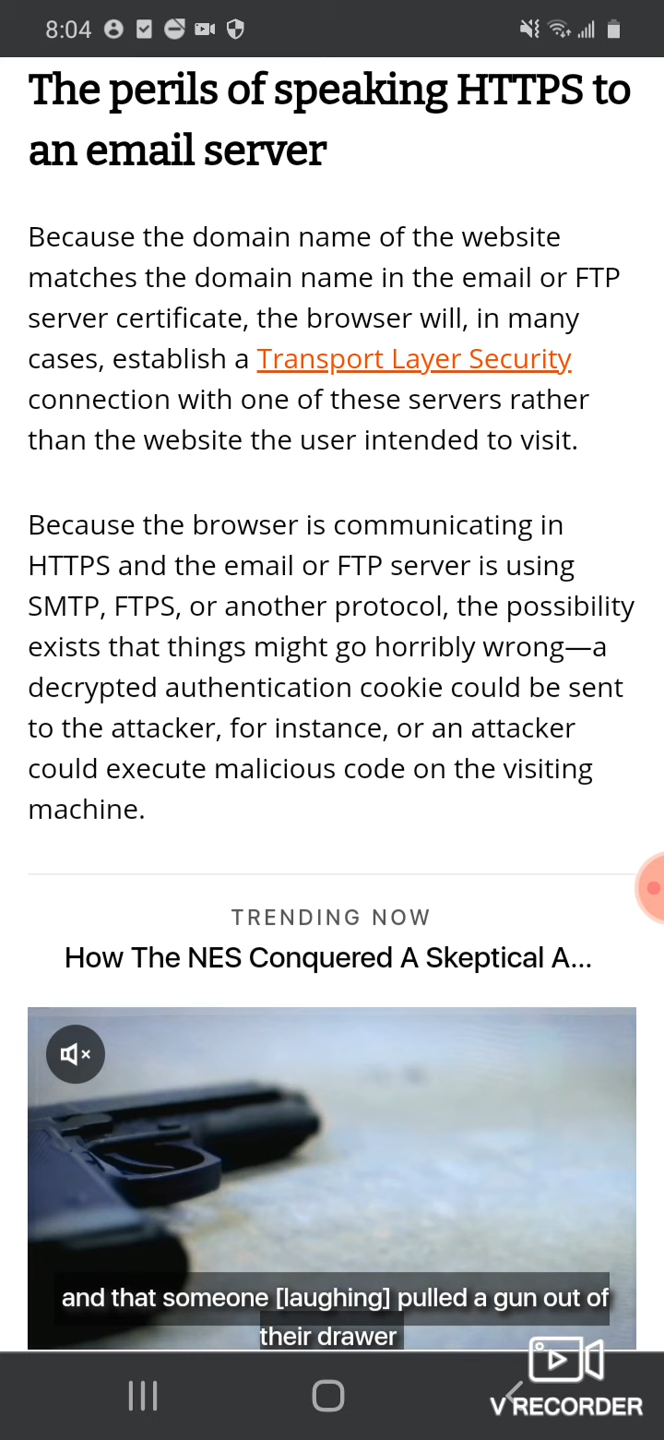 8:04
The perils of speaking HTTPS to
an email server
Because the domain name of the website
matches the domain name in the email or FTP
server certificate, the browser will, in many
cases, establish a Transport Layer Security
connection with one of these servers rather
than the website the user intended to visit.
Because the browser is communicating in
HTTPS and the email or FTP server is using
SMTP, FTPS, or another protocol, the possibility
exists that things might go horribly wrong—a
decrypted authentication cookie could be sent
to the attacker, for instance, or an attacker
could execute malicious code on the visiting
machine.
TRENDING NOW
How The NES Conquered A Skeptical A...
and that someone [laughing] pulled a gun out of
their drawer
V RECORDER